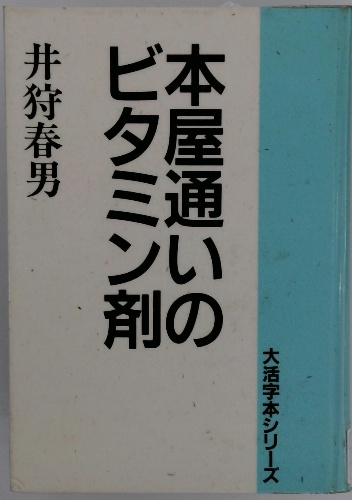 本屋通いの
ビタミン剤
井狩春男
大活字本シリーズ